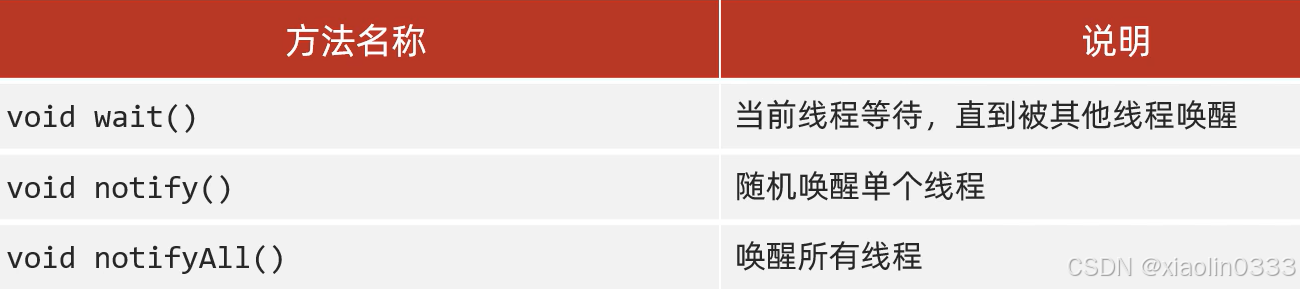 方法名称 说明
void wait() 当前线程等待，直到被其他线程唤醒
void notify() 随机唤醒单个线程
void notifyAll() 唤醒所有线程
CSDN @xiaolin0333